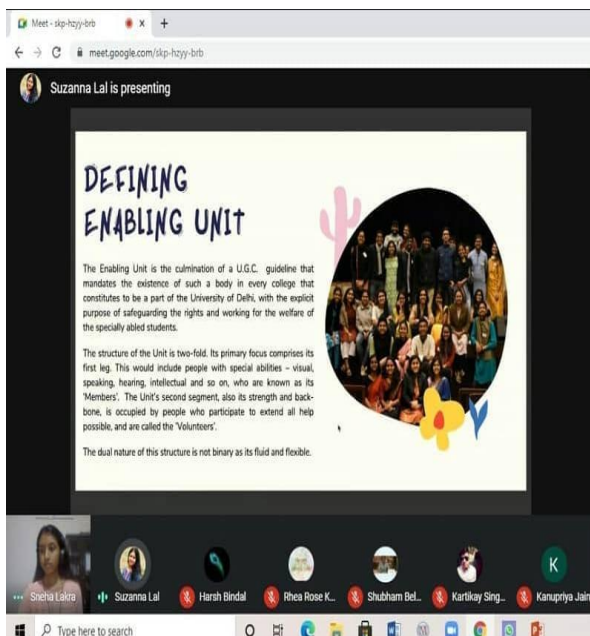 Meet - skp-hzyy-brb
meet.google.com/skp-hzyy-brb
Suzanna Lal is presenting
DEFINING
ENABLING UNIT
The Enabling Unit is the culmination of a U.G.C. guideline that
mandates the existence of such a body in every college that
constitutes to be a part of the University of Delhi, with the explicit
purpose of safeguarding the rights and working for the welfare of
the specially abled students.
The structure of the Unit is two-fold. Its primary focus comprises its
first leg. This would include people with special abilities – visual,
speaking, hearing, intellectual and so on, who are known as its
'Members'. The Unit's second segment, also its strength and back-
bone, is occupied by people who participate to extend all help
possible, and are called the 'Volunteers'.
The dual nature of this structure is not binary as its fluid and flexible.
Sneha Lakra
Suzanna Lal
Harsh Bindal
Rhea Rose K...
Shubham Bel...
Kartikay Sing...
K
Kanupriya Jain
Type here to search